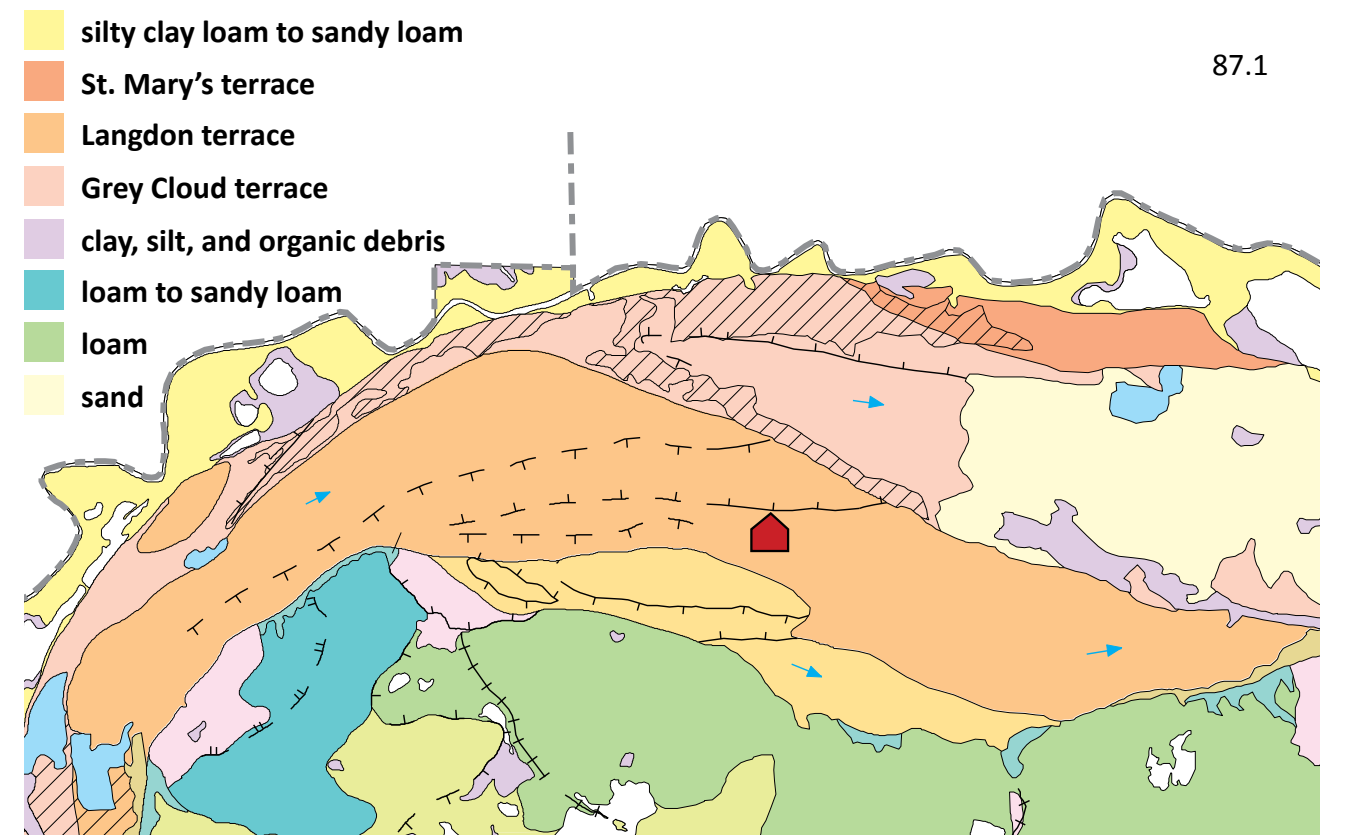 silty clay loam to sandy loam
87.1
St. Mary's terrace
Langdon terrace
Grey Cloud terrace
clay, silt, and organic debris
loam to sandy loam
loam
sand